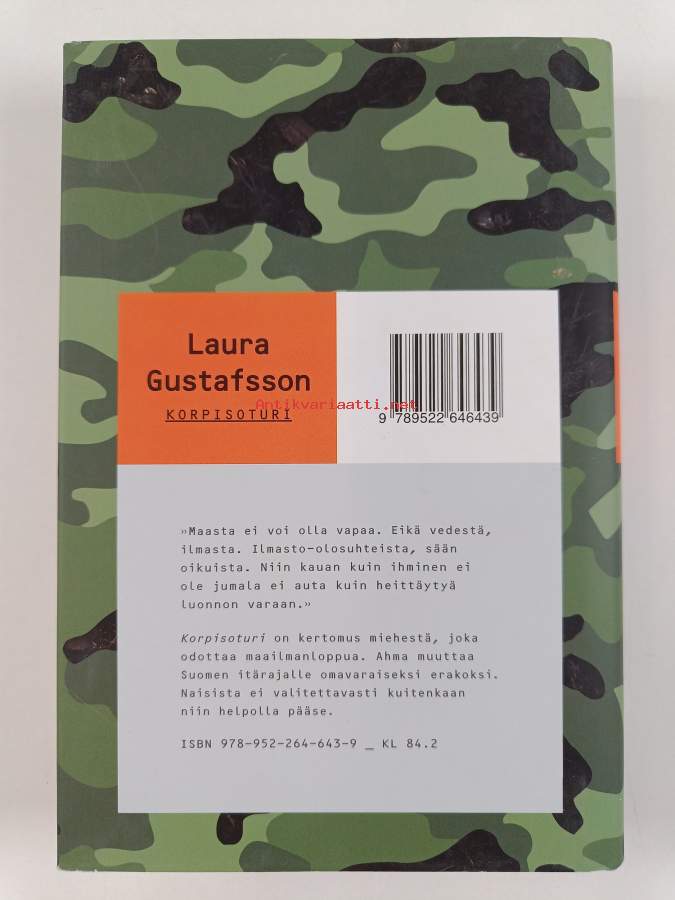 Laura
Gustafsson
KORPISOTURI
Antikvariaatti.net
9 789522 646439
»Maasta ei voi olla vapaa. Eikä vedestä,
ilmasta. Ilmasto-olosuhteista, sään
oikuista. Niin kauan kuin ihminen ei
ole jumala ei auta kuin heittäytyä
luonnon varaan.»
Korpisoturi on kertomus miehestä, joka
odottaa maailmanloppua. Ahma muuttaa
Suomen itärajalle omavaraiseksi erakoksi.
Naisista ei valitettavasti kuitenkaan
niin helpolla pääse.
ISBN 978-952-264-643-9 _ KL 84.2